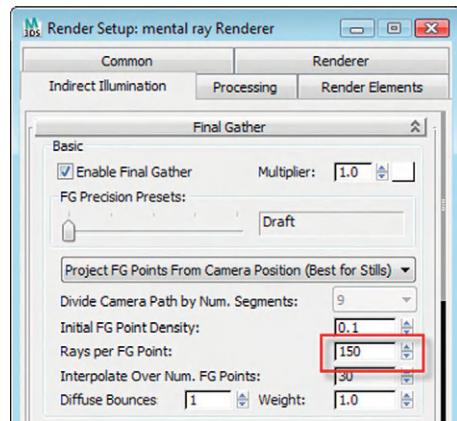 3DS
Render Setup: mental ray Renderer
Common Renderer
Indirect Illumination Processing Render Elements
Final Gather
Basic
Enable Final Gather Multiplier: 1.0
FG Precision Presets:
Draft
Project FG Points From Camera Position (Best for Stills)
Divide Camera Path by Num. Segments: 9
Initial FG Point Density: 0.1
Rays per FG Point: 150
Interpolate Over Num. FG Points: 30
Diffuse Bounces 1 Weight: 1.0